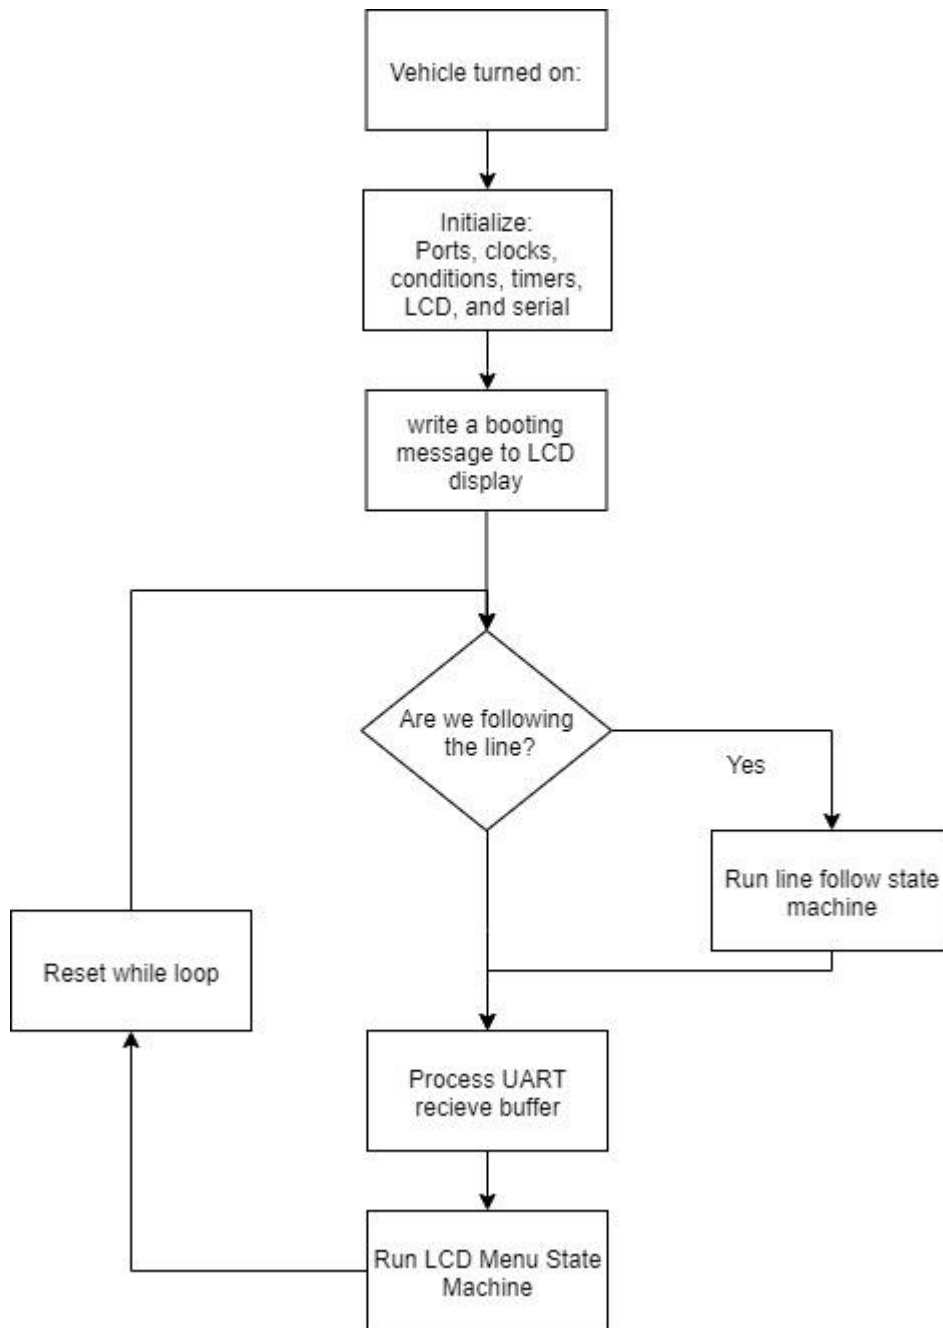 Vehicle turned on:
Initialize:
Ports, clocks,
conditions, timers,
LCD, and serial
write a booting
message to LCD
display
Are we following
the line?
Yes
Run line follow state
machine
Reset while loop
Process UART
recieve buffer
Run LCD Menu State
Machine